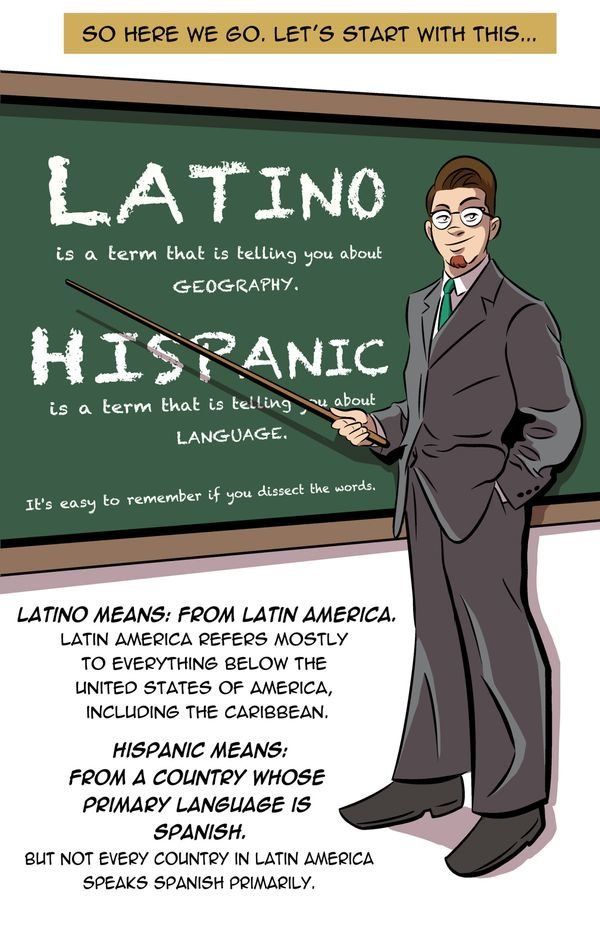 SO HERE WE GO. LET'S START WITH THIS...
LATINO
is a term that is telling you about
GEOGRAPHY.
HISPANIC
is a term that is telling you about
LANGUAGE.
It's easy to remember if you dissect the words.
LATINO MEANS: FROM LATIN AMERICA.
LATIN AMERICA REFERS MOSTLY
TO EVERYTHING BELOW THE
UNITED STATES OF AMERICA,
INCLUDING THE CARIBBEAN.
HISPANIC MEANS:
FROM A COUNTRY WHOSE
PRIMARY LANGUAGE IS
SPANISH.
BUT NOT EVERY COUNTRY IN LATIN AMERICA
SPEAKS SPANISH PRIMARILY.